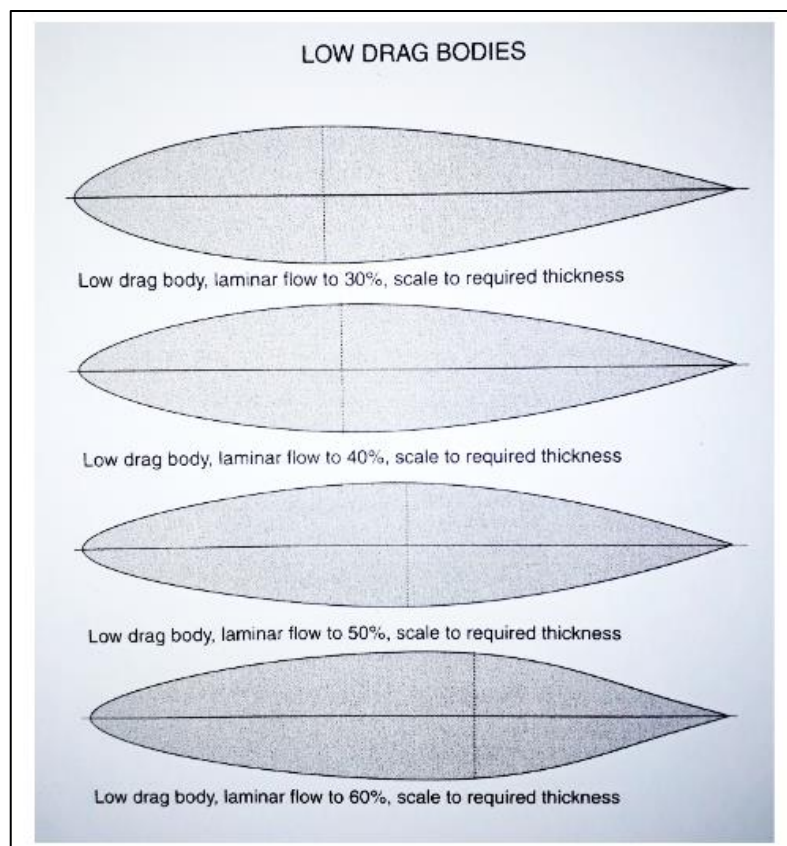 LOW DRAG BODIES
Low drag body, laminar flow to 30%, scale to required thickness
Low drag body, laminar flow to 40%, scale to required thickness
Low drag body, laminar flow to 50%, scale to required thickness
Low drag body, laminar flow to 60%, scale to required thickness